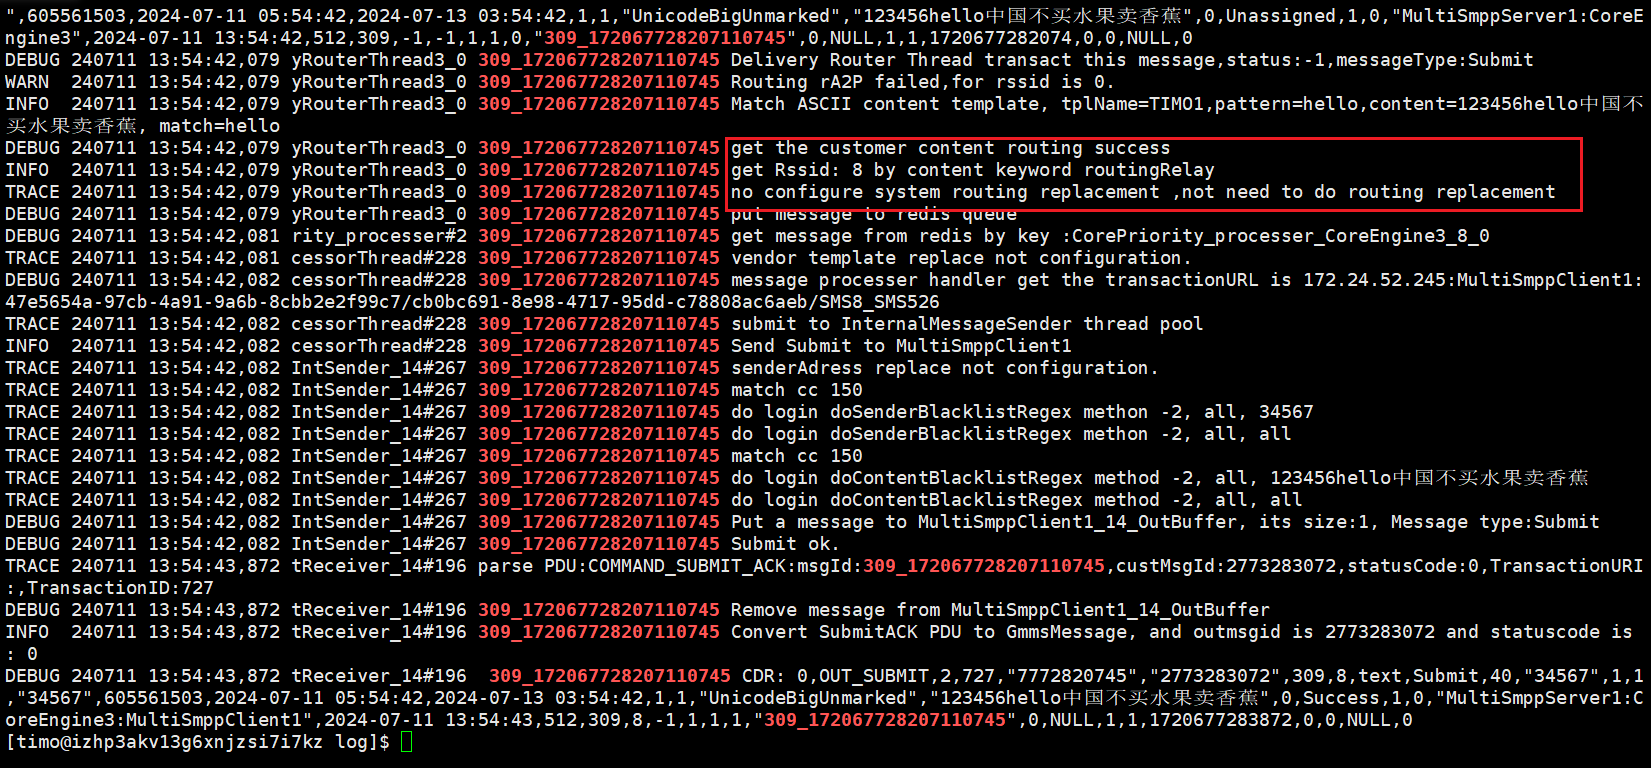 ",605561503,2024-07-11 05:54:42,2024-07-13 03:54:42,1,1,"UnicodeBigUnmarked","123456hello中国不买水果卖香蕉",0,Unassigned,1,0,"MultiSmppServer1:CoreE
ngine3",2024-07-11 13:54:42,512,309,-1,-1,1,1,0,"309_172067728207110745",0,NULL,1,1,1720677282074,0,0,NULL,0
DEBUG 240711 13:54:42,079 yRouterThread3_0 309_172067728207110745 Delivery Router Thread transact this message,status:-1,messageType:Submit
WARN  240711 13:54:42,079 yRouterThread3_0 309_172067728207110745 Routing rA2P failed,for rssid is 0.
INFO  240711 13:54:42,079 yRouterThread3_0 309_172067728207110745 Match ASCII content template, tplName=TIMO1,pattern=hello,content=123456hello中国不
买水果卖香蕉, match=hello
DEBUG 240711 13:54:42,079 yRouterThread3_0 309_172067728207110745 get the customer content routing success
INFO  240711 13:54:42,079 yRouterThread3_0 309_172067728207110745 get Rssid: 8 by content keyword routingRelay
TRACE 240711 13:54:42,079 yRouterThread3_0 309_172067728207110745 no configure system routing replacement ,not need to do routing replacement
DEBUG 240711 13:54:42,079 yRouterThread3_0 309_172067728207110745 put message to redis queue
DEBUG 240711 13:54:42,081 rity_processer#2 309_172067728207110745 get message from redis by key :CorePriority_processer_CoreEngine3_8_0
TRACE 240711 13:54:42,081 cessorThread#228 309_172067728207110745 vendor template replace not configuration.
DEBUG 240711 13:54:42,082 cessorThread#228 309_172067728207110745 message processer handler get the transactionURL is 172.24.52.245:MultiSmppClient1:
47e5654a-97cb-4a91-9a6b-8cbb2e2f99c7/cb0bc691-8e98-4717-95dd-c78808ac6aeb/SMS8_SMS526
TRACE 240711 13:54:42,082 cessorThread#228 309_172067728207110745 submit to InternalMessageSender thread pool
INFO  240711 13:54:42,082 cessorThread#228 309_172067728207110745 Send Submit to MultiSmppClient1
TRACE 240711 13:54:42,082 IntSender_14#267 309_172067728207110745 senderAdress replace not configuration.
TRACE 240711 13:54:42,082 IntSender_14#267 309_172067728207110745 match cc 150
TRACE 240711 13:54:42,082 IntSender_14#267 309_172067728207110745 do login doSenderBlacklistRegex methon -2, all, 34567
TRACE 240711 13:54:42,082 IntSender_14#267 309_172067728207110745 do login doSenderBlacklistRegex methon -2, all, all
TRACE 240711 13:54:42,082 IntSender_14#267 309_172067728207110745 match cc 150
TRACE 240711 13:54:42,082 IntSender_14#267 309_172067728207110745 do login doContentBlacklistRegex method -2, all, 123456hello中国不买水果卖香蕉
TRACE 240711 13:54:42,082 IntSender_14#267 309_172067728207110745 do login doContentBlacklistRegex method -2, all, all
DEBUG 240711 13:54:42,082 IntSender_14#267 309_172067728207110745 Put a message to MultiSmppClient1_14_OutBuffer, its size:1, Message type:Submit
DEBUG 240711 13:54:42,082 IntSender_14#267 309_172067728207110745 Submit ok.
TRACE 240711 13:54:43,872 tReceiver_14#196 parse PDU:COMMAND_SUBMIT_ACK:msgId:309_172067728207110745,custMsgId:2773283072,statusCode:0,TransactionURI
:,TransactionID:727
DEBUG 240711 13:54:43,872 tReceiver_14#196 309_172067728207110745 Remove message from MultiSmppClient1_14_OutBuffer
INFO  240711 13:54:43,872 tReceiver_14#196 309_172067728207110745 Convert SubmitACK PDU to GmmsMessage, and outmsgid is 2773283072 and statuscode is
: 0
DEBUG 240711 13:54:43,872 tReceiver_14#196  309_172067728207110745 CDR: 0,OUT_SUBMIT,2,727,"7772820745","2773283072",309,8,text,Submit,40,"34567",1,1
,"34567",605561503,2024-07-11 05:54:42,2024-07-13 03:54:42,1,1,"UnicodeBigUnmarked","123456hello中国不买水果卖香蕉",0,Success,1,0,"MultiSmppServer1:C
oreEngine3:MultiSmppClient1",2024-07-11 13:54:43,512,309,8,-1,1,1,1,"309_172067728207110745",0,NULL,1,1,1720677283872,0,0,NULL,0
[timo@izhp3akv13g6xnjzsi7i7kz log]$